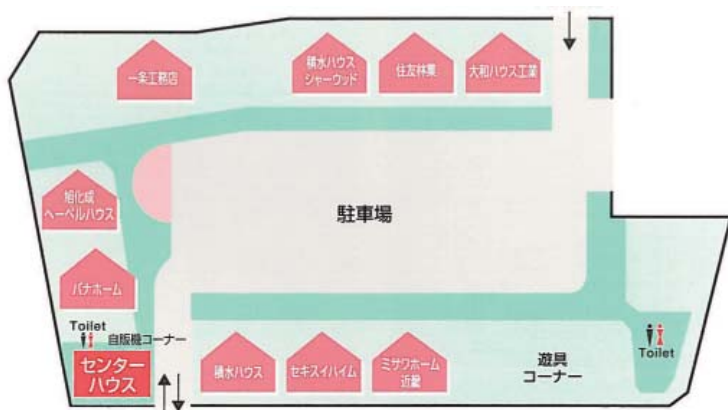 一条工務店
積水ハウス
シャーウッド
住友林業
大和ハウス工業
旭化成
ヘーベルハウス
駐車場
パナホーム
Toilet
自販機コーナー
センター
ハウス
積水ハウス
セキスイハイム
ミサワホーム
近畿
遊具
コーナー
Toilet